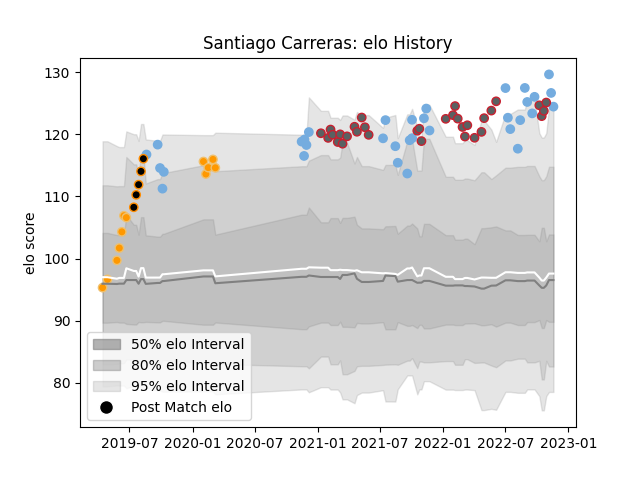 Santiago Carreras: elo History
elo score
130
120
110
100
90
80
50% elo Interval
80% elo Interval
95% elo Interval
Post Match elo
2019-07 2020-01 2020-07 2021-01 2021-07 2022-01 2022-07 2023-01